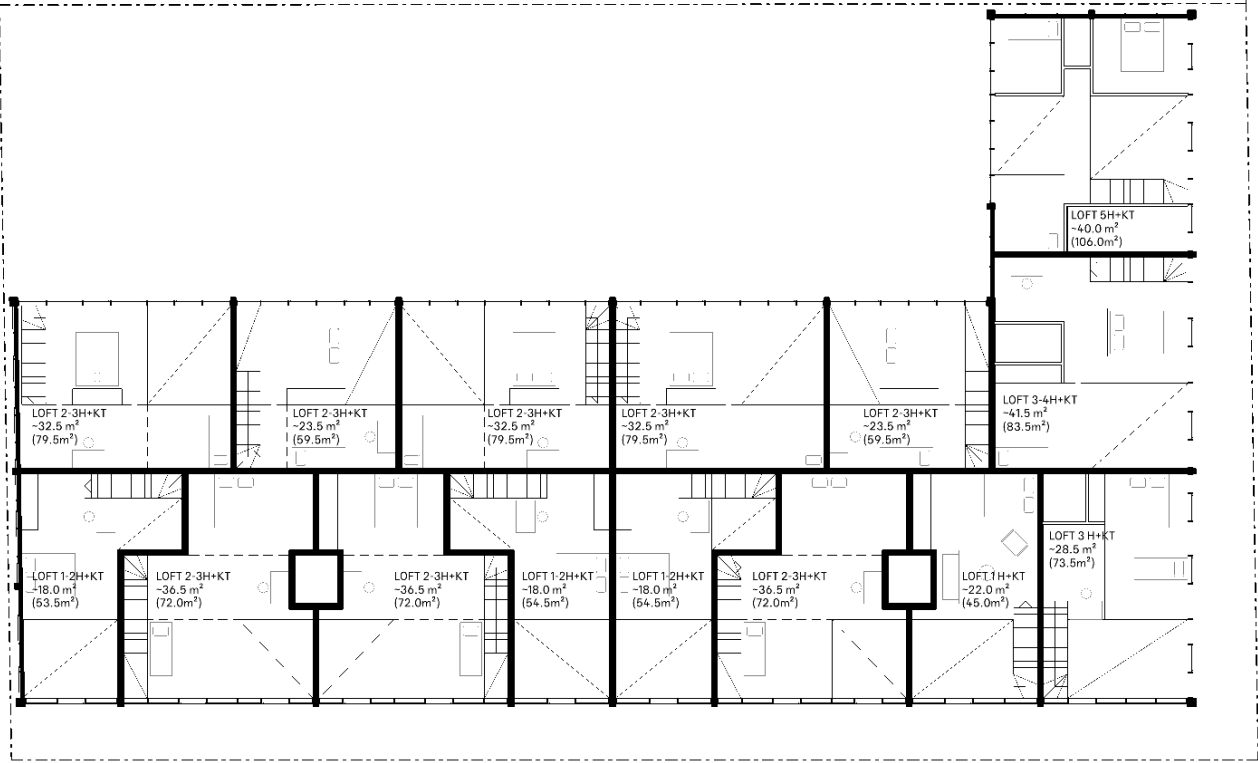 LOFT 5H+KT
~40.0 m²
(106.0m²)
LOFT 3-4H+KT
~41.5 m²
(83.5m²)
LOFT 2-3H+KT
~32.5 m²
(79.5m²)
LOFT 2-3H+KT
~23.5 m²
(59.5m²)
LOFT 2-3H+KT
~32.5 m²
(79.5m²)
LOFT 2-3H+KT
~32.5 m²
(79.5m²)
LOFT 2-3H+KT
~23.5 m²
(59.5m²)
LOFT 3 H+KT
~28.5 m²
(73.5m²)
LOFT 1-2H+KT
~18.0 m²
(53.5m²)
LOFT 2-3H+KT
~36.5 m²
(72.0m²)
LOFT 2-3H+KT
~36.5 m²
(72.0m²)
LOFT 1-2H+KT
~18.0 m²
(54.5m²)
LOFT 1-2H+KT
~18.0 m²
(54.5m²)
LOFT 2-3H+KT
~36.5 m²
(72.0m²)
LOFT 1H+KT
~22.0 m²
(45.0m²)